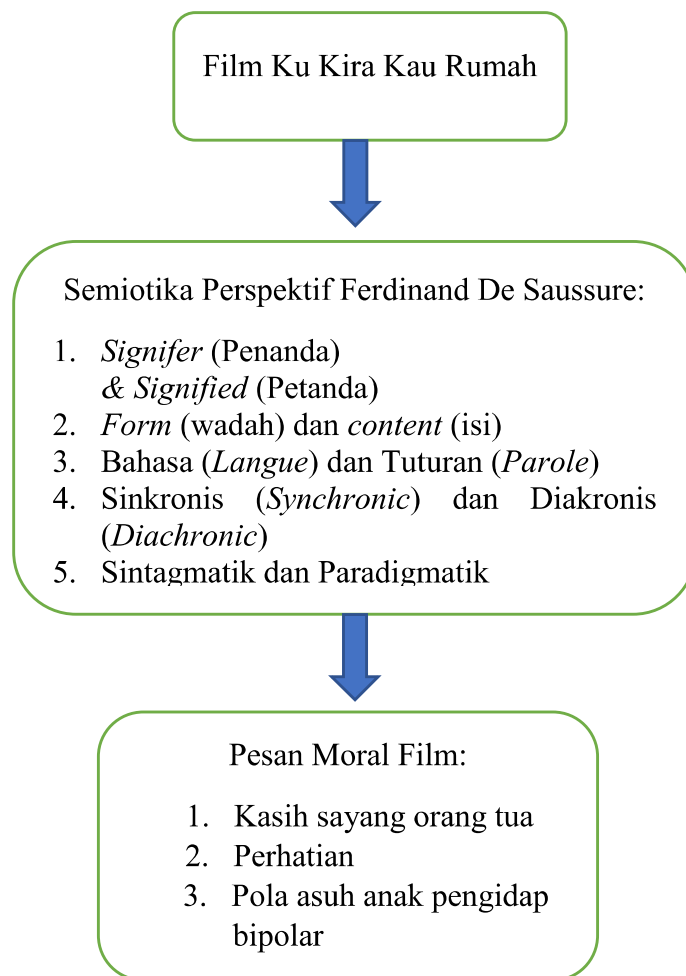 Film Ku Kira Kau Rumah
Semiotika Perspektif Ferdinand De Saussure:
1. Signifer (Penanda)
& Signified (Petanda)
2. Form (wadah) dan content (isi)
3. Bahasa (Langue) dan Tuturan (Parole)
4. Sinkronis (Synchronic) dan Diakronis
(Diachronic)
5. Sintagmatik dan Paradigmatik
Pesan Moral Film:
1. Kasih sayang orang tua
2. Perhatian
3. Pola asuh anak pengidap
bipolar